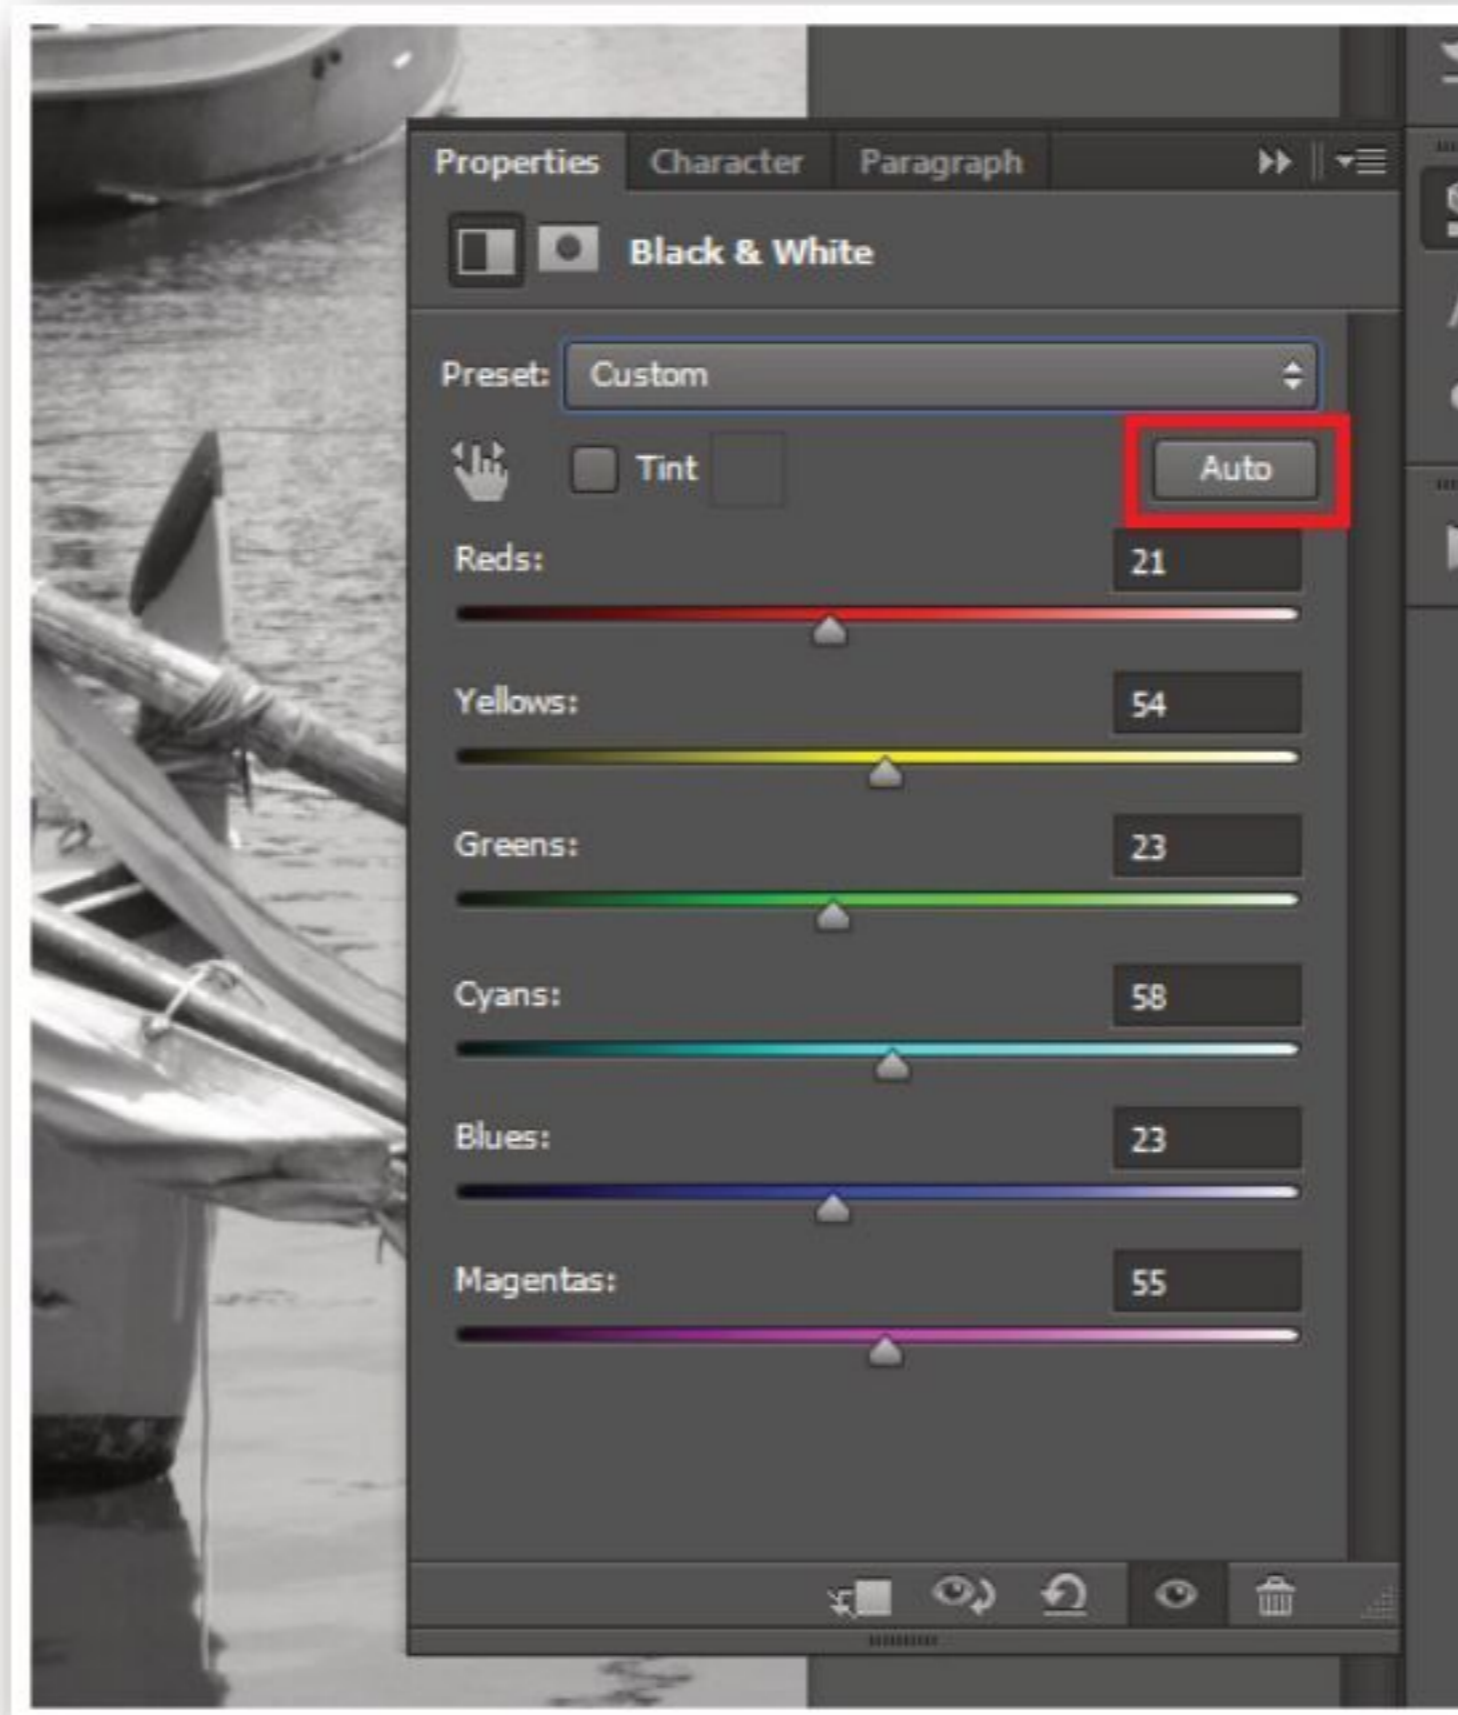 Properties Character Paragraph
Black & White
Preset: Custom
Tint Auto
Reds: 21
Yellows: 54
Greens: 23
Cyans: 58
Blues: 23
Magentas: 55